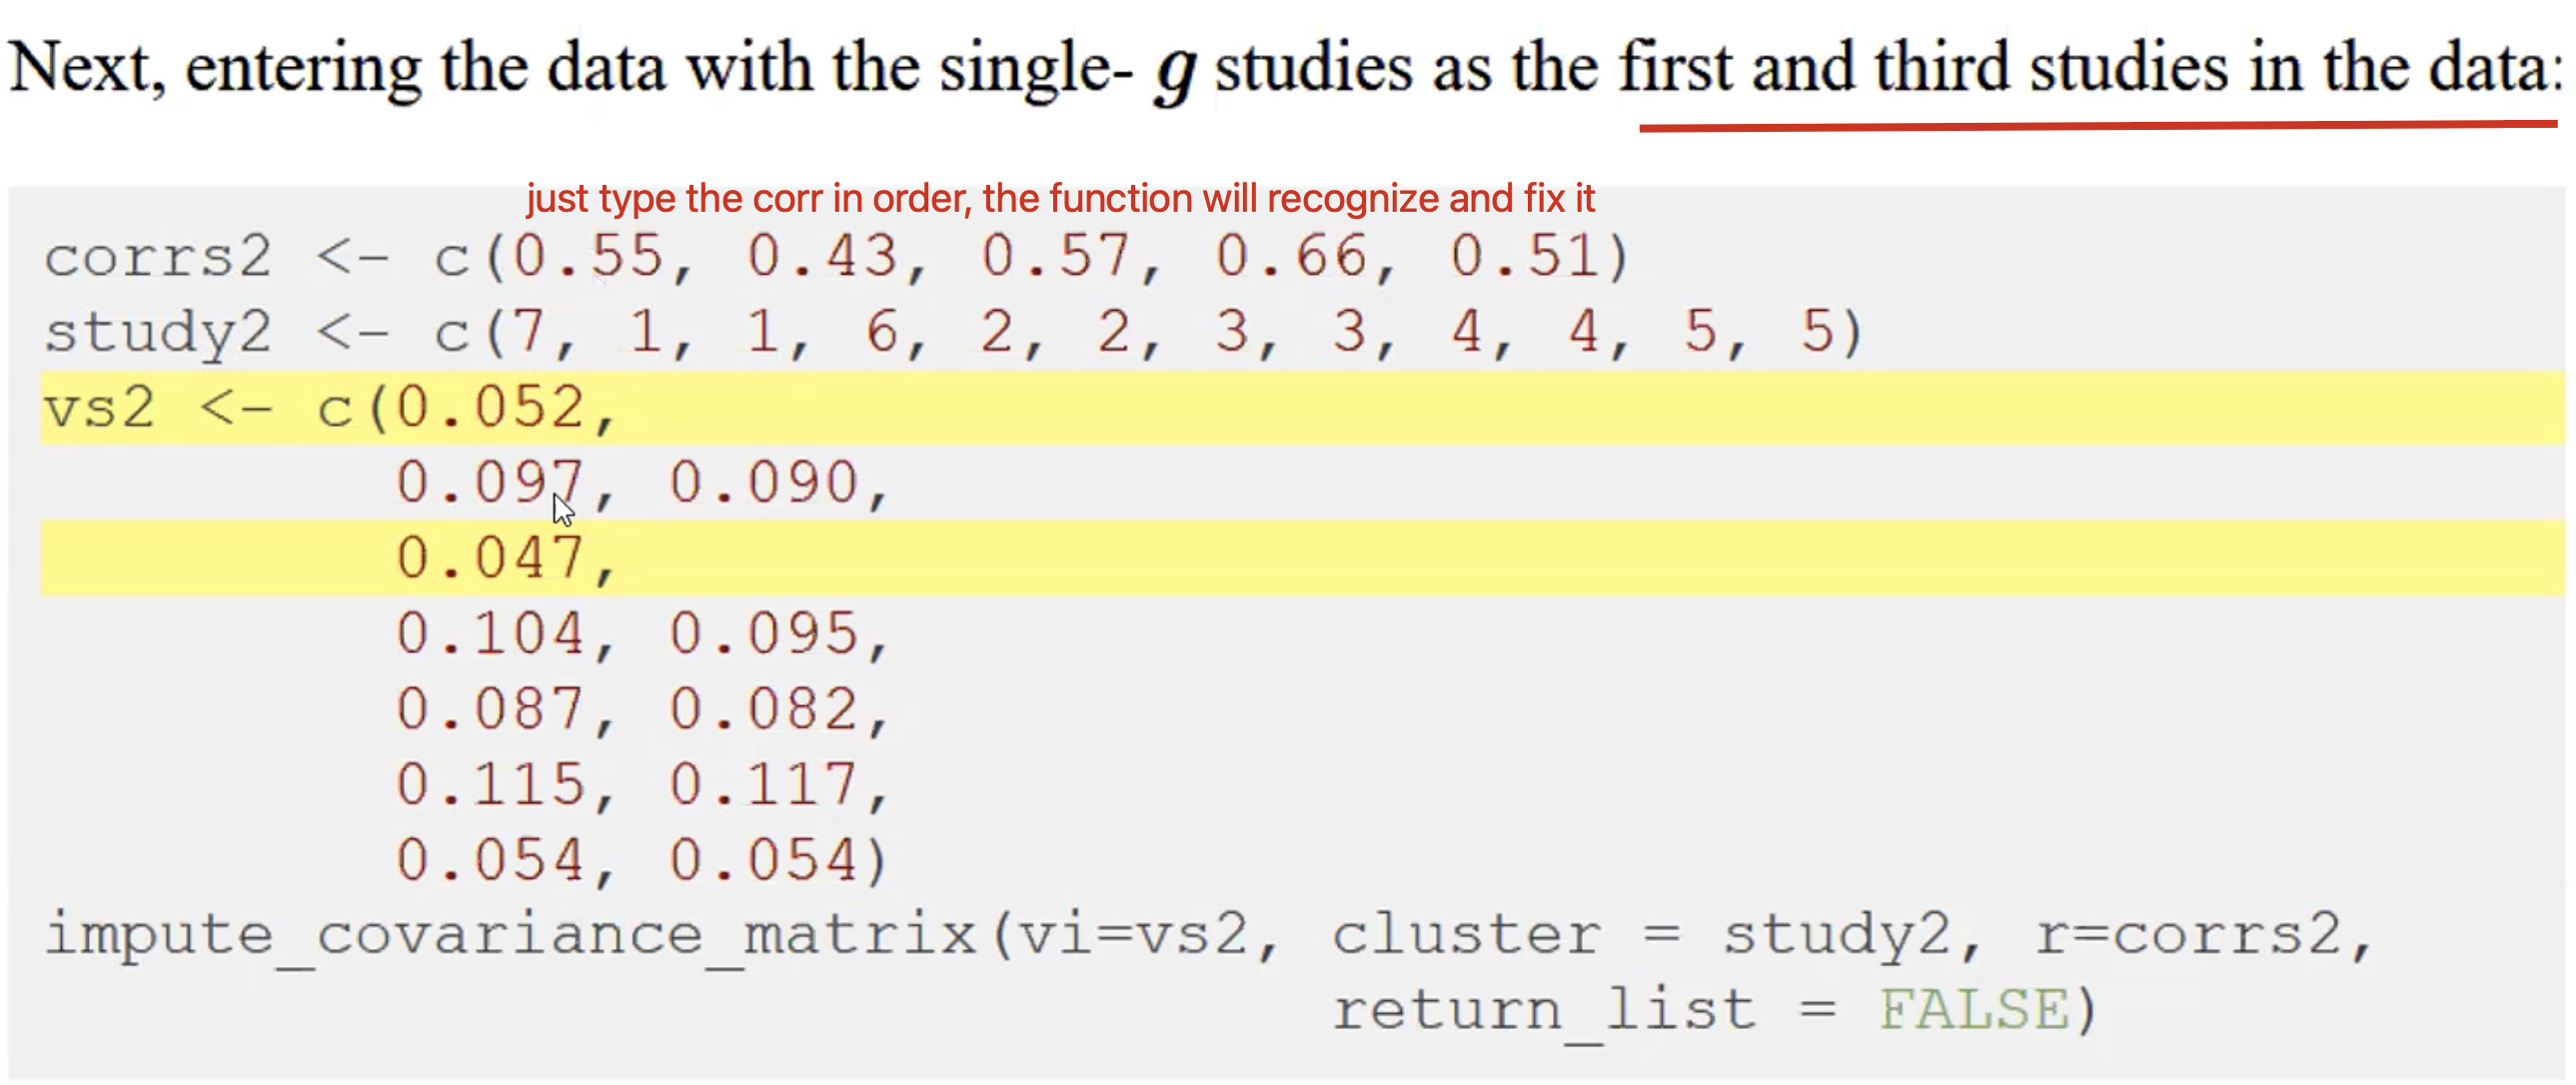 Next, entering the data with the single- g studies as the first and third studies in the data:
just type the corr in order, the function will recognize and fix it
corrs2 <- c(0.55, 0.43, 0.57, 0.66, 0.51)
study2 <- c(7, 1, 1, 6, 2, 2, 3, 3, 4, 4, 5, 5)
vs2 <- c(0.052,
0.097, 0.090,
0.047,
0.104, 0.095,
0.087, 0.082,
0.115, 0.117,
0.054, 0.054)
impute_covariance_matrix(vi=vs2, cluster = study2, r=corrs2,
return_list = FALSE)